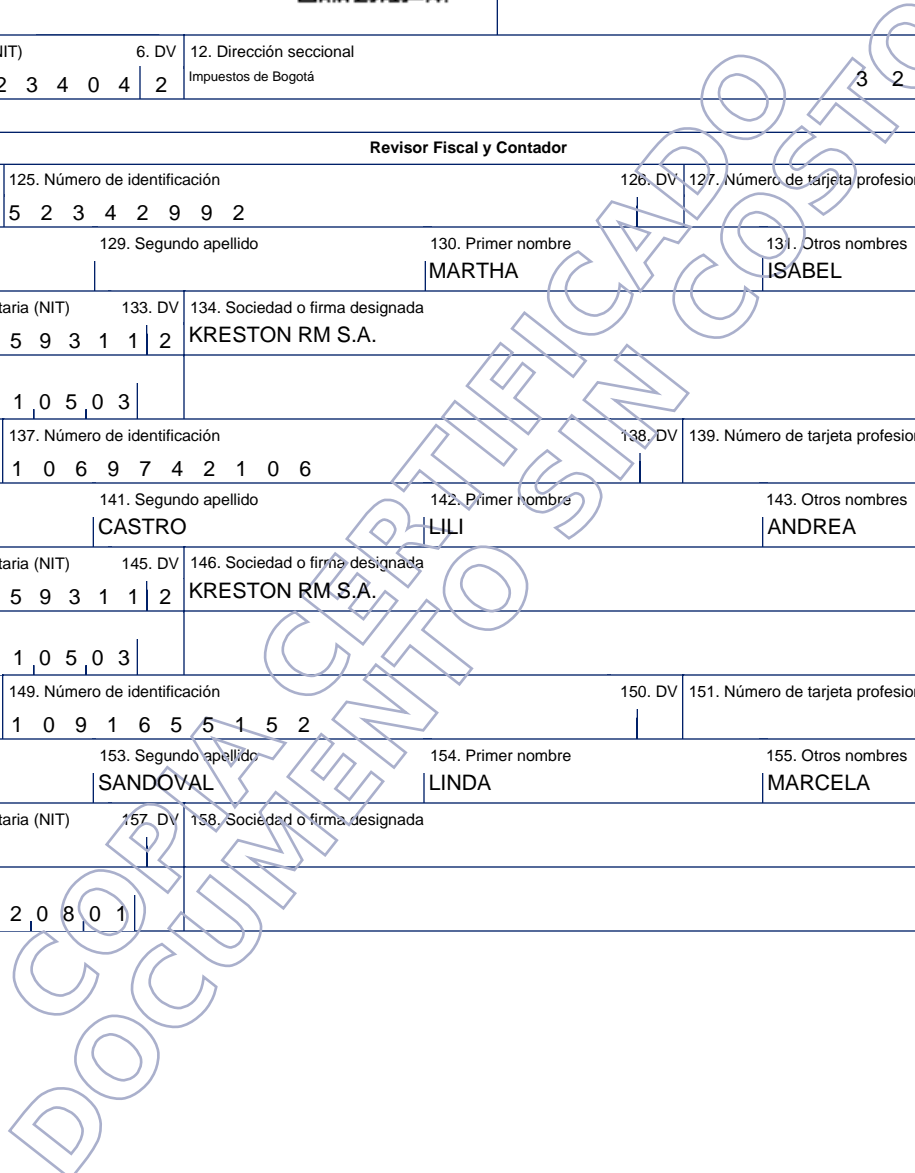 NIT) 6. DV 12. Dirección seccional
2 3 4 0 4 2 Impuestos de Bogotá 3 2
Revisor Fiscal y Contador
125. Número de identificación 126. DV 127. Número de tarjeta profesion
5 2 3 4 2 9 9 2
129. Segundo apellido 130. Primer nombre 131. Otros nombres
MARTHA ISABEL
taria (NIT) 133. DV 134. Sociedad o firma designada
5 9 3 1 1 2 KRESTON RM S.A.
1 0 5 0 3
137. Número de identificación 138. DV 139. Número de tarjeta profesion
1 0 6 9 7 4 2 1 0 6
141. Segundo apellido 142. Primer nombre 143. Otros nombres
CASTRO LILI ANDREA
taria (NIT) 145. DV 146. Sociedad o firma designada
5 9 3 1 1 2 KRESTON RM S.A.
1 0 5 0 3
149. Número de identificación 150. DV 151. Número de tarjeta profesion
1 0 9 1 6 5 5 1 5 2
153. Segundo apellido 154. Primer nombre 155. Otros nombres
SANDOVAL LINDA MARCELA
taria (NIT) 157. DV 158. Sociedad o firma designada
2 0 8 0 1
COPIA CERTIFICADO
DOCUMENTO SIN COSTO